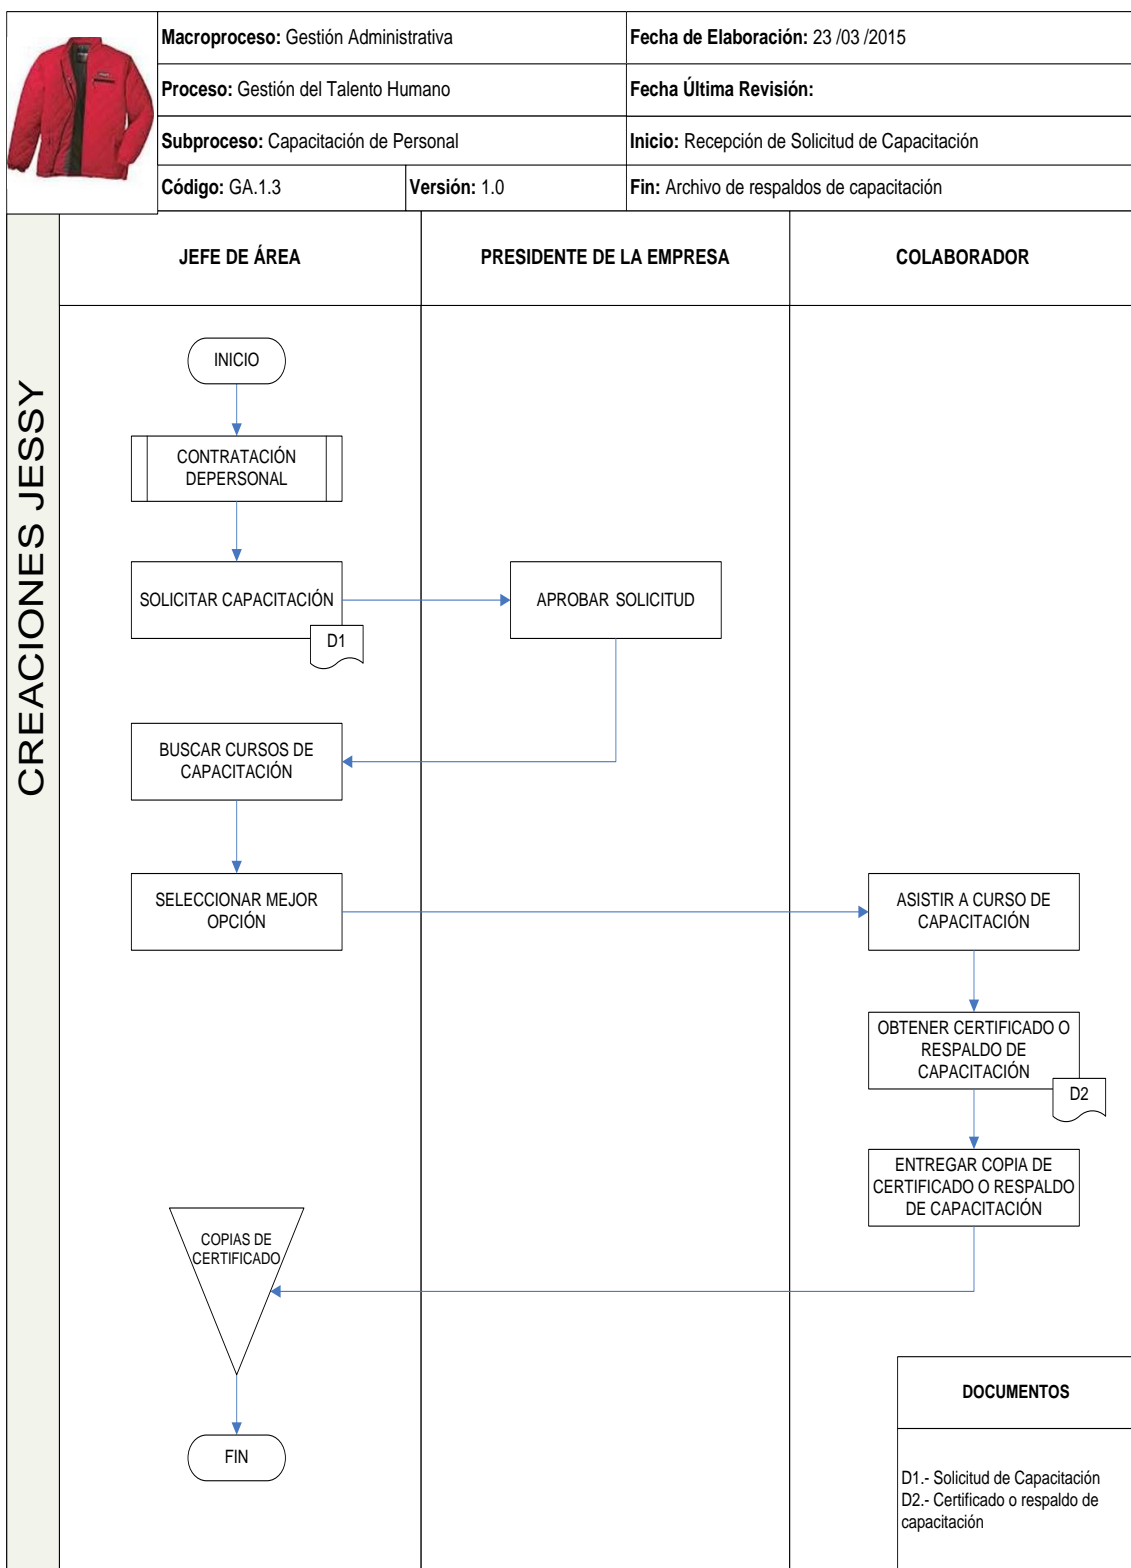 Macroproceso: Gestión Administrativa
Fecha de Elaboración: 23 /03 /2015
Proceso: Gestión del Talento Humano
Fecha Última Revisión:
Subproceso: Capacitación de Personal
Inicio: Recepción de Solicitud de Capacitación
Código: GA.1.3
Versión: 1.0
Fin: Archivo de respaldos de capacitación
CREACIONES JESSY
JEFE DE ÁREA
PRESIDENTE DE LA EMPRESA
COLABORADOR
INICIO
CONTRATACIÓN
DEPERSONAL
SOLICITAR CAPACITACIÓN
D1
APROBAR SOLICITUD
BUSCAR CURSOS DE
CAPACITACIÓN
SELECCIONAR MEJOR
OPCIÓN
ASISTIR A CURSO DE
CAPACITACIÓN
OBTENER CERTIFICADO O
RESPALDO DE
CAPACITACIÓN
D2
ENTREGAR COPIA DE
CERTIFICADO O RESPALDO
DE CAPACITACIÓN
COPIAS DE
CERTIFICADO
FIN
DOCUMENTOS
D1.- Solicitud de Capacitación
D2.- Certificado o respaldo de
capacitación